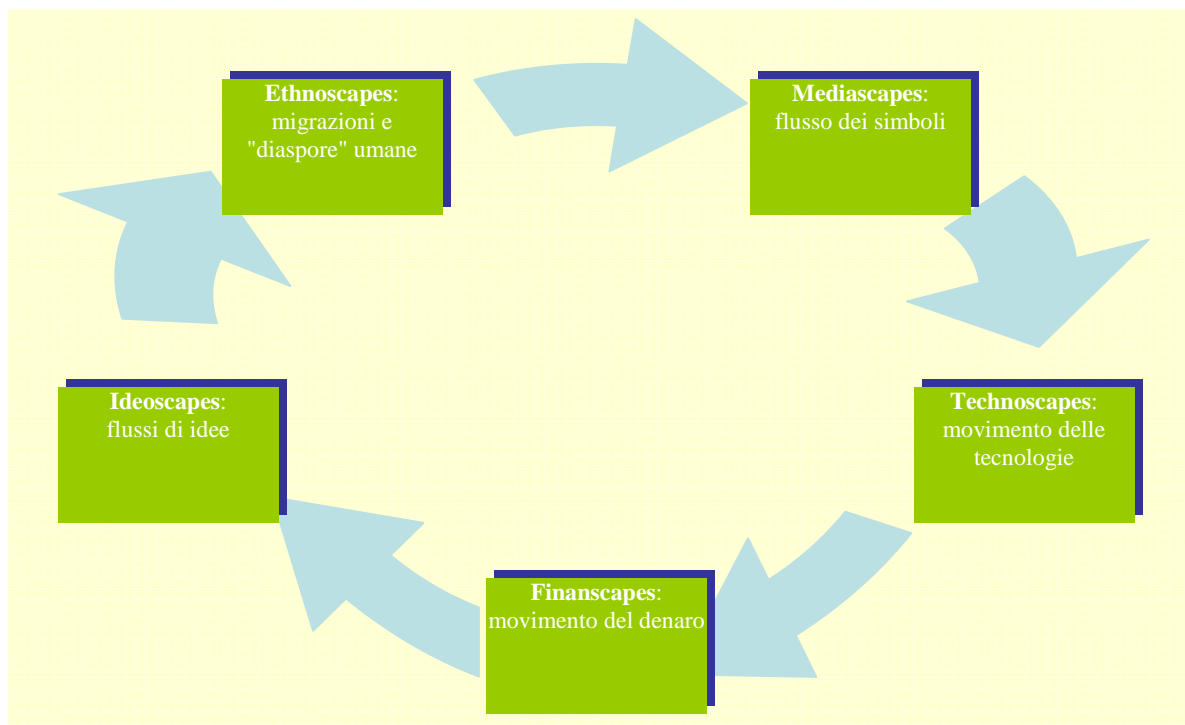 Ethnoscapes:
migrazioni e
"diaspore" umane
Mediascapes:
flusso dei simboli
Technoscapes:
movimento delle
tecnologie
Finanscapes:
movimento del denaro
Ideoscapes:
flussi di idee